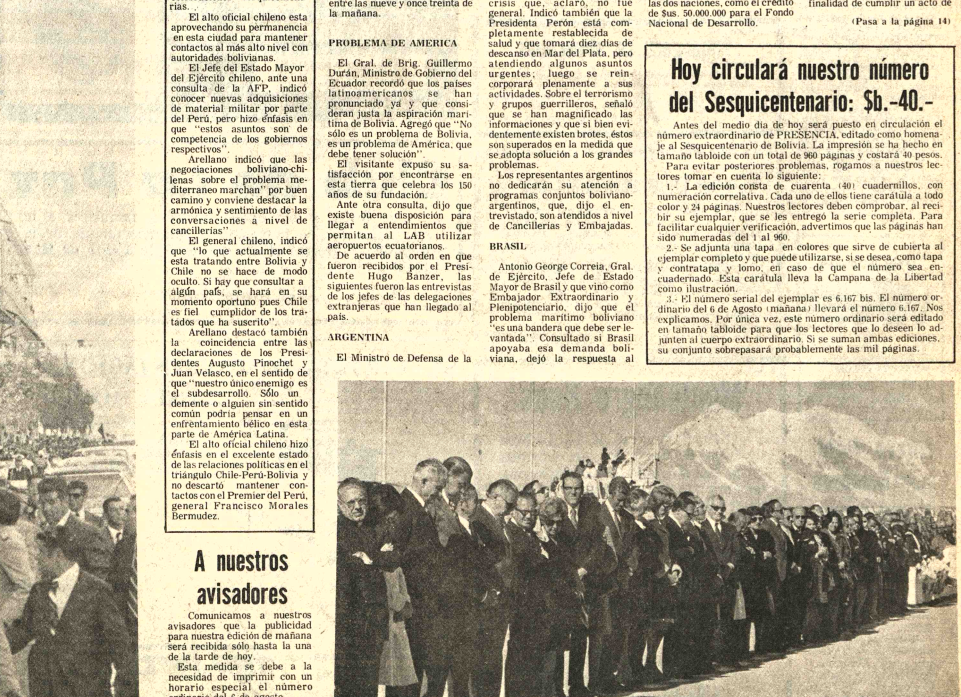 rias.
El alto oficial chileno esta
aprovechando su permanencia
en esta ciudad para mantener
contactos al más alto nivel con
autoridades bolivianas.
El Jefe del Estado Mayor
del Ejército chileno, ante una
consulta de la AFP, indicó
conocer nuevas adquisiciones
de material militar por parte
del Perú, pero hizo énfasis en
que “estos asuntos son de
competencia de los gobiernos
respectivos”.
Arellano indicó que las
negociaciones boliviano-chi-
lenas sobre el problema me-
diterraneo marchan” por buen
camino y conviene destacar la
armónica y sentimiento de las
conversaciones a nivel de
cancillerías”
El general chileno, indicó
que “lo que actualmente se
esta tratando entre Bolivia y
Chile no se hace de modo
oculto. Si hay que consultar a
algún país, se hará en su
momento oportuno pues Chile
es fiel cumplidor de los tra-
tados que ha suscrito”.
Arellano destacó también
la coincidencia entre las
declaraciones de los Presi-
dentes Augusto Pinochet y
Juan Velasco, en el sentido de
que “nuestro único enemigo es
el subdesarrollo. Sólo un
demente o alguien sin sentido
común podría pensar en un
enfrentamiento bélico en esta
parte de América Latina.
El alto oficial chileno hizo
énfasis en el excelente estado
de las relaciones políticas en el
triángulo Chile-Perú-Bolivia y
no descartó mantener con-
tactos con el Premier del Perú,
general Francisco Morales
Bermudez.
A nuestros
avisadores
Comunicamos a nuestros
avisadores que la publicidad
para nuestra edición de mañana
será recibida sólo hasta la una
de la tarde de hoy.
Esta medida se debe a la
necesidad de imprimir con un
horario especial el número
ordinario del 6 de agosto
entre las nueve y once treinta de
la mañana.
PROBLEMA DE AMERICA
El Gral. de Brig. Guillermo
Durán, Ministro de Gobierno del
Ecuador recordó que los países
latinoamericanos se han
pronunciado ya y que consi-
deran justa la aspiración marí-
tima de Bolivia. Agregó que “No
sólo es un problema de Bolivia,
es un problema de América, que
debe tener solución”.
El visitante expuso su sa-
tisfacción por encontrarse en
esta tierra que celebra los 150
años de su fundación.
Ante otra consulta, dijo que
existe buena disposición para
llegar a entendimientos que
permitan al LAB utilizar
aeropuertos ecuatorianos.
De acuerdo al orden en que
fueron recibidos por el Presi-
dente Hugo Banzer, las
siguientes fueron las entrevistas
de los jefes de las delegaciones
extranjeras que han llegado al
país.
ARGENTINA
El Ministro de Defensa de la
crisis que, aclaró, no fue
general. Indicó también que la
Presidenta Perón está com-
pletamente restablecida de
salud y que tomará diez días de
descanso en Mar del Plata, pero
atendiendo algunos asuntos
urgentes; luego se rein-
corporará plenamente a sus
actividades. Sobre el terrorismo
y grupos guerrilleros, señaló
que se han magnificado las
informaciones y que si bien evi-
dentemente existen brotes, éstos
son superados en la medida que
se adopta solución a los grandes
problemas.
Los representantes argentinos
no dedicarán su atención a
programas conjuntos boliviano-
argentinos, que, dijo el en-
trevistado, son atendidos a nivel
de Cancillerías y Embajadas.
BRASIL
Antonio George Correia, Gral.
de Ejército, Jefe de Estado
Mayor de Brasil y que vino como
Embajador Extraordinario y
Plenipotenciario, dijo que el
problema marítimo boliviano
“es una bandera que debe ser le-
vantada”. Consultado si Brasil
apoyaba esa demanda boli-
viana, dejó la respuesta al
las dos naciones, como el crédito
de $us. 50.000.000 para el Fondo
Nacional de Desarrollo.
finalidad de cumplir un acto de
(Pasa a la página 14)
Hoy circulará nuestro número
del Sesquicentenario: $b.-40.-
Antes del medio día de hoy será puesto en circulación el
número extraordinario de PRESENCIA, editado como homena-
je al Sesquicentenario de Bolivia. La impresión se ha hecho en
tamaño tabloide con un total de 960 páginas y costará 40 pesos.
Para evitar posteriores problemas, rogamos a nuestros lec-
tores tomar en cuenta lo siguiente:
1.- La edición consta de cuarenta (40) cuadernillos, con
numeración correlativa. Cada uno de ellos tiene carátula a todo
color y 24 páginas. Nuestros lectores deben comprobar, al reci-
bir su ejemplar, que se les entregó la serie completa. Para
facilitar cualquier verificación, advertimos que las páginas han
sido numeradas del 1 al 960.
2.- Se adjunta una tapa en colores que sirve de cubierta al
ejemplar completo y que puede utilizarse, si se desea, como tapa
y contratapa y lomo, en caso de que el número sea en-
cuadernado. Esta carátula lleva la Campana de la Libertad
como ilustración.
3.- El número serial del ejemplar es 6.167 bis. El número or-
dinario del 6 de Agosto (mañana) llevará el número 6.167. Nos
explicamos. Por única vez, este número ordinario será editado
en tamaño tabloide para que los lectores que lo deseen lo ad-
junten al cuerpo extraordinario. Si se suman ambas ediciones,
su conjunto sobrepasará probablemente las mil páginas.